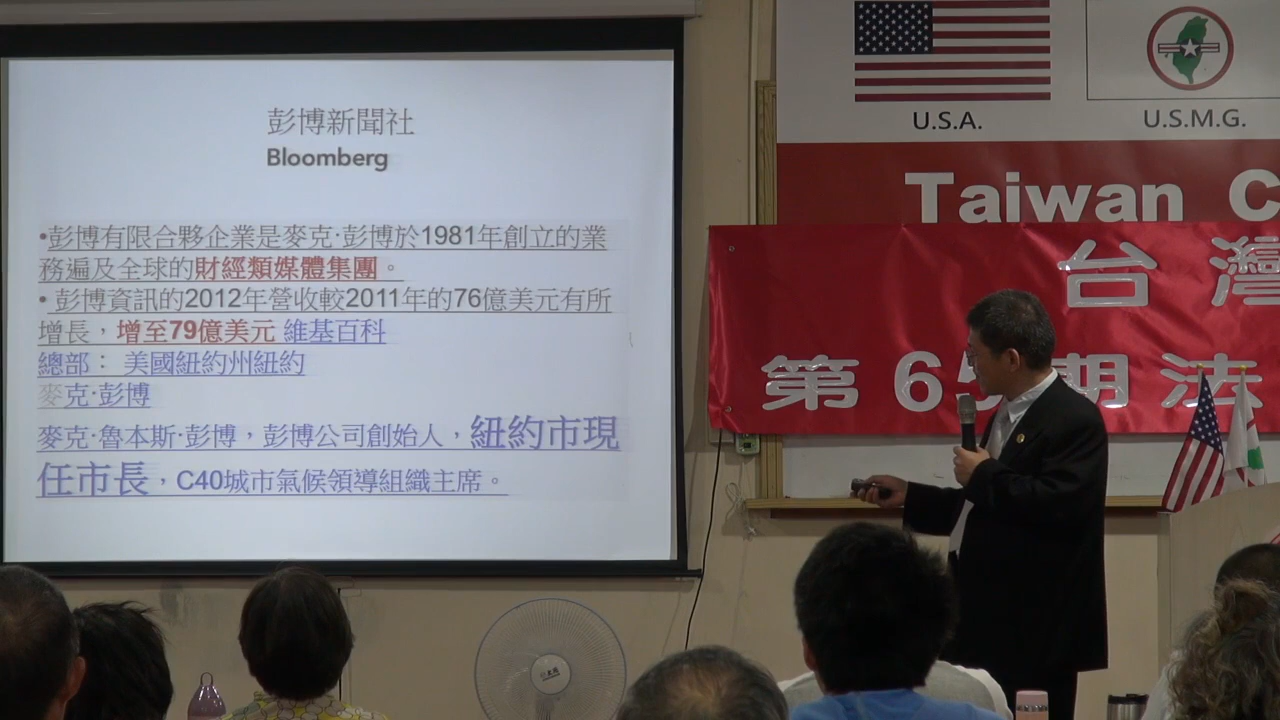 彭博新聞社
Bloomberg
•彭博有限合夥企業是麥克·彭博於1981年創立的業
務遍及全球的財經類媒體集團。
• 彭博資訊的2012年營收較2011年的76億美元有所
增長，增至79億美元 維基百科
總部： 美國紐約州紐約
麥克·彭博
麥克·魯本斯·彭博，彭博公司創始人，紐約市現
任市長，C40城市氣候領導組織主席。
U.S.A.
U.S.M.G.
Taiwan C
台灣
第65期法